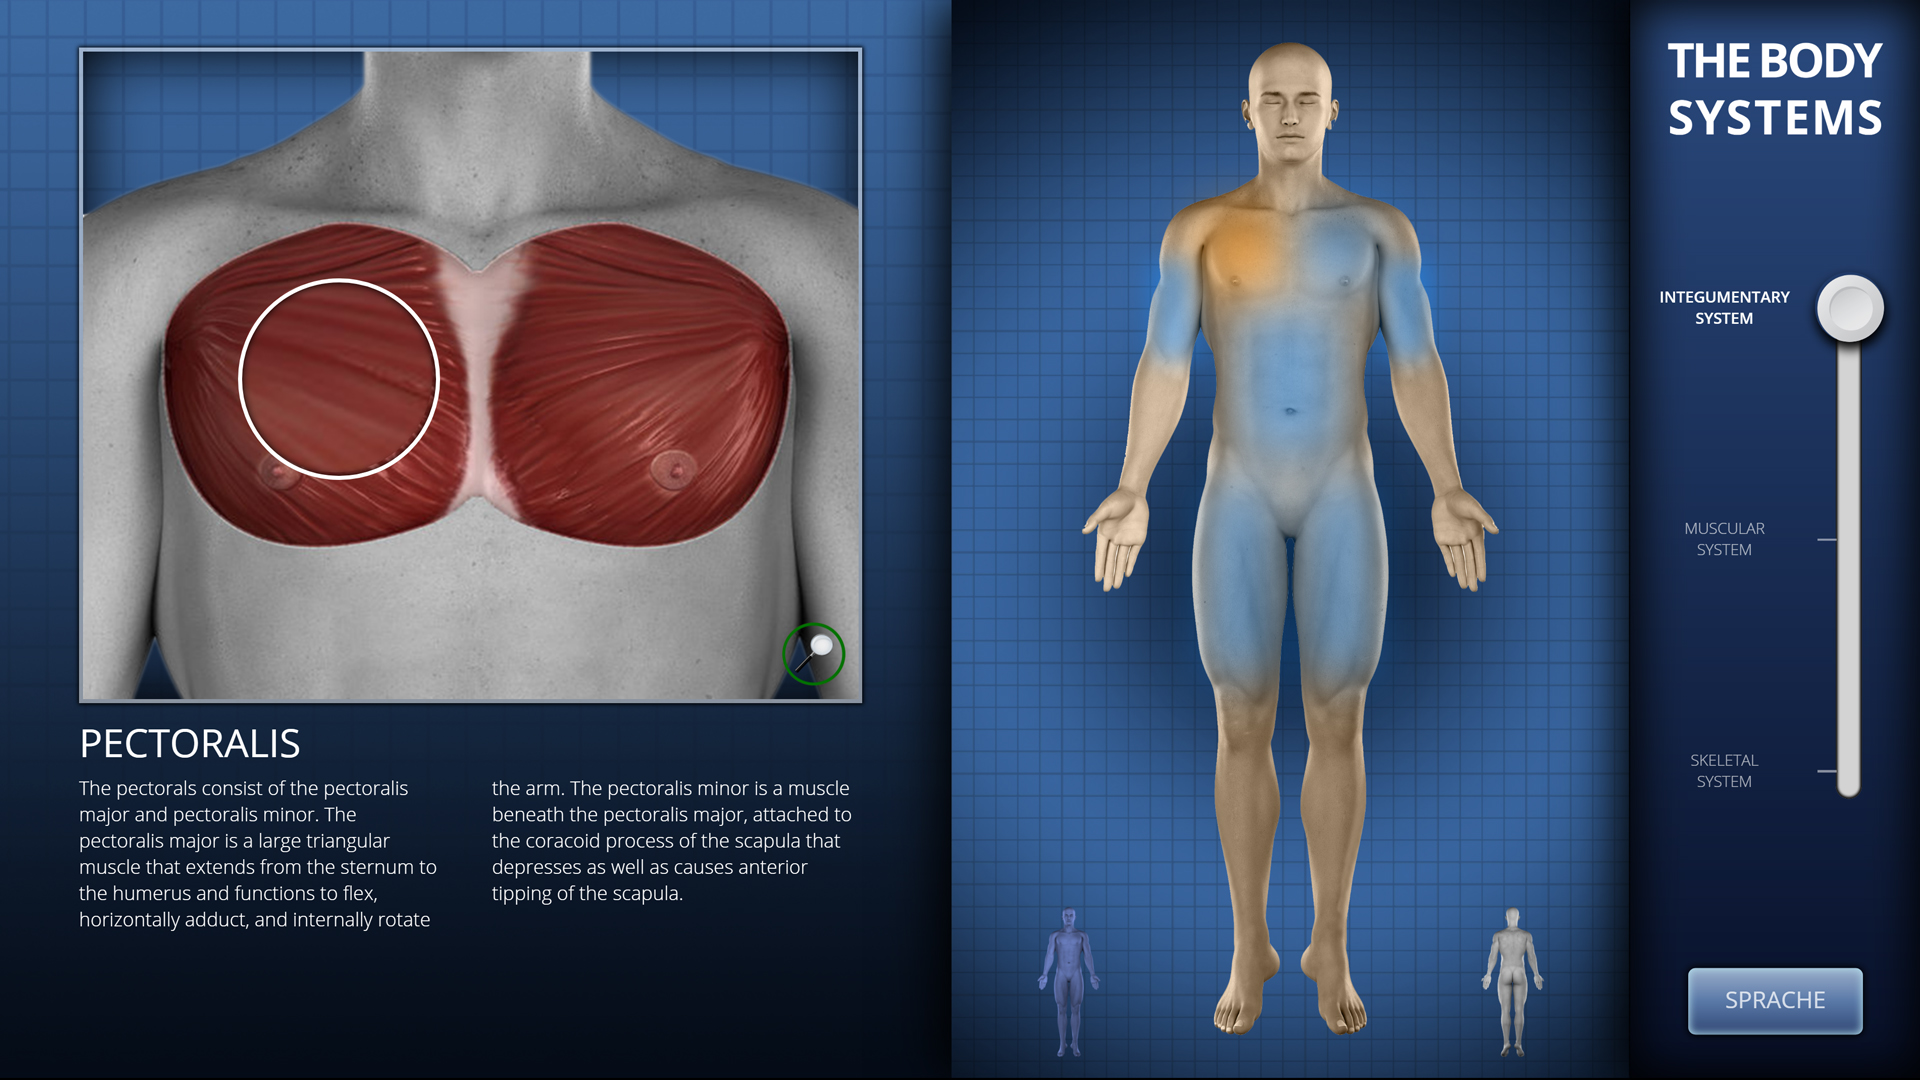 THE BODY
SYSTEMS
INTEGUMENTARY
SYSTEM
MUSCULAR
SYSTEM
SKELETAL
SYSTEM
SPRACHE
PECTORALIS
The pectorals consist of the pectoralis
major and pectoralis minor. The
pectoralis major is a large triangular
muscle that extends from the sternum to
the humerus and functions to flex,
horizontally adduct, and internally rotate
the arm. The pectoralis minor is a muscle
beneath the pectoralis major, attached to
the coracoid process of the scapula that
depresses as well as causes anterior
tipping of the scapula.